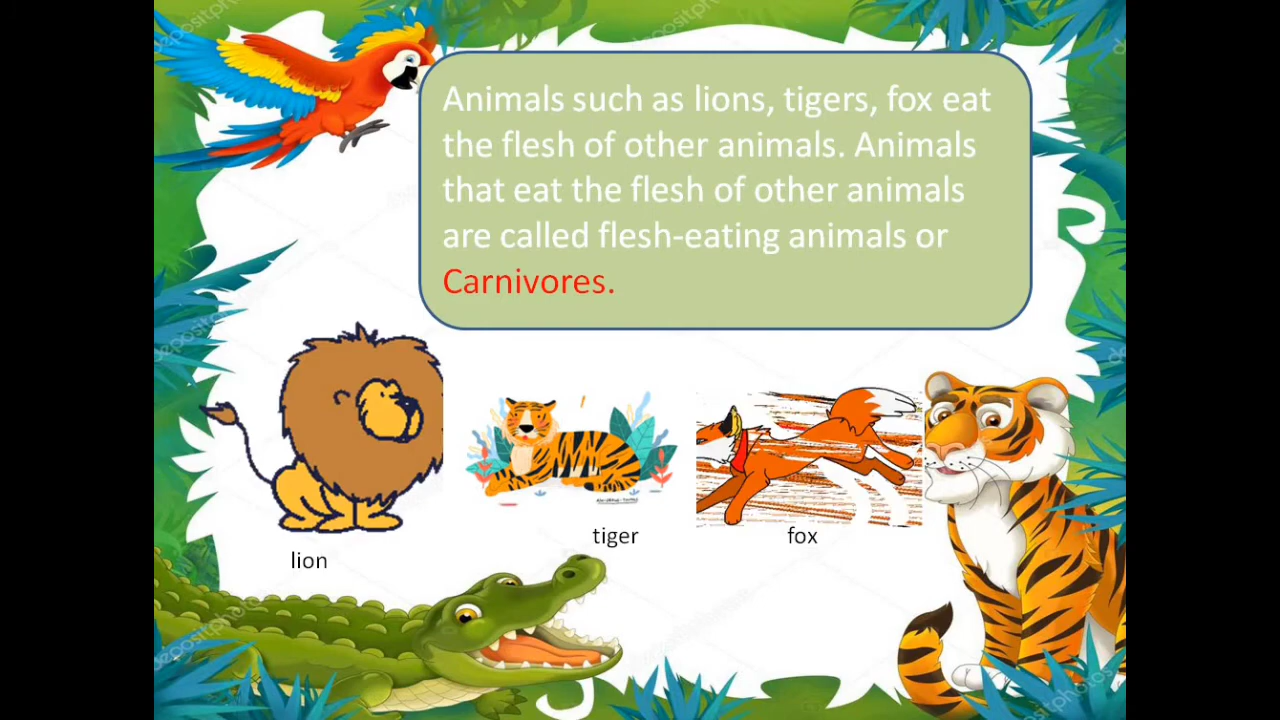 Animals such as lions, tigers, fox eat
the flesh of other animals. Animals
that eat the flesh of other animals
are called flesh-eating animals or
Carnivores.
tiger
fox
lion
depositphotos